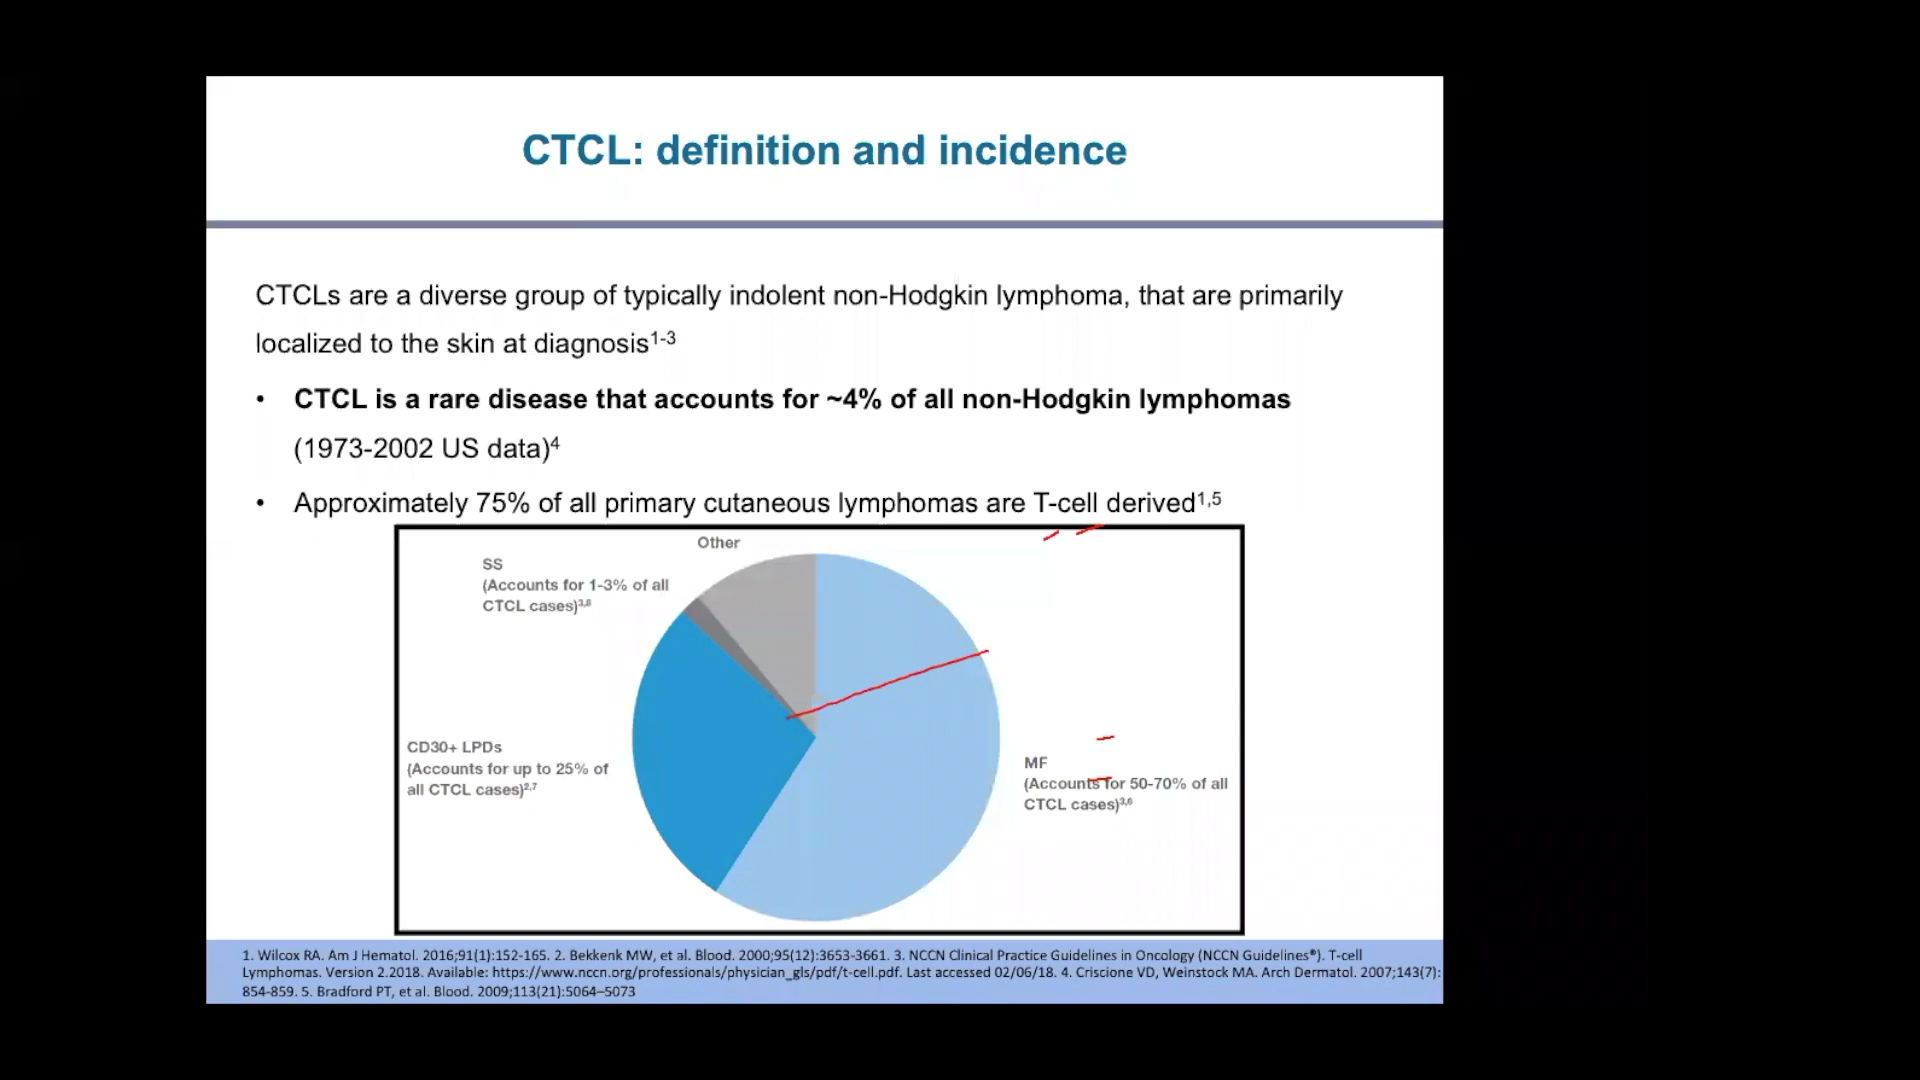 CTCL: definition and incidence
CTCLs are a diverse group of typically indolent non-Hodgkin lymphoma, that are primarily
localized to the skin at diagnosis1-3
• CTCL is a rare disease that accounts for ~4% of all non-Hodgkin lymphomas
(1973-2002 US data)4
• Approximately 75% of all primary cutaneous lymphomas are T-cell derived1,5
Other
SS
(Accounts for 1-3% of all
CTCL cases)3,8
CD30+ LPDs
(Accounts for up to 25% of
all CTCL cases)2,7
MF
(Accounts for 50-70% of all
CTCL cases)3,6
1. Wilcox RA. Am J Hematol. 2016;91(1):152-165. 2. Bekkenk MW, et al. Blood. 2000;95(12):3653-3661. 3. NCCN Clinical Practice Guidelines in Oncology (NCCN Guidelines®). T-cell
Lymphomas. Version 2.2018. Available: https://www.nccn.org/professionals/physician_gls/pdf/t-cell.pdf. Last accessed 02/06/18. 4. Criscione VD, Weinstock MA. Arch Dermatol. 2007;143(7):
854-859. 5. Bradford PT, et al. Blood. 2009;113(21):5064–5073